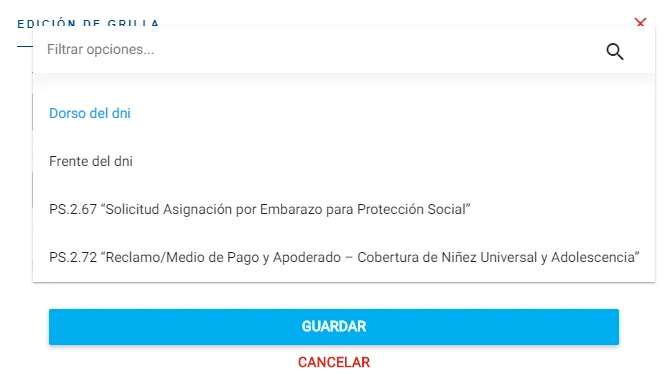 EDICIÓN DE GRILLA
Filtrar opciones...
Dorso del dni
Frente del dni
PS.2.67 “Solicitud Asignación por Embarazo para Protección Social”
PS.2.72 “Reclamo/Medio de Pago y Apoderado – Cobertura de Niñez Universal y Adolescencia”
GUARDAR
CANCELAR